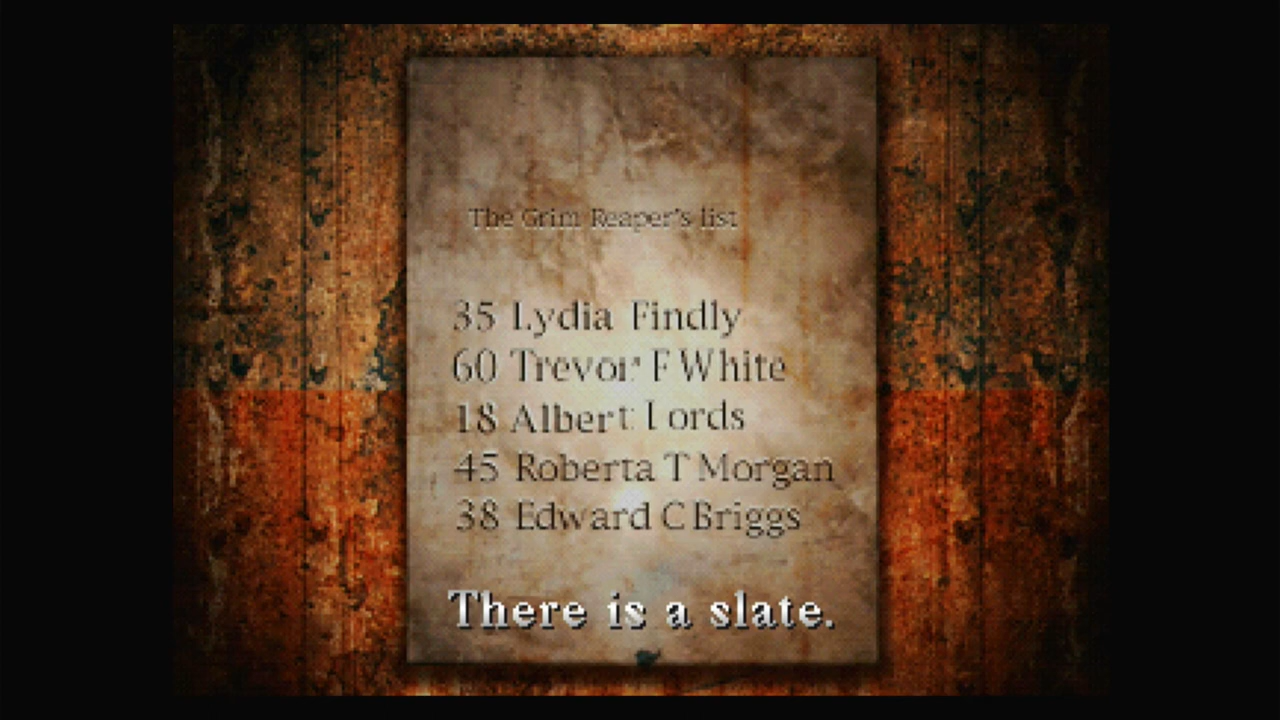 The Grim Reaper's list
35 Lydia Findly
60 Trevor F White
18 Albert Lords
45 Roberta T Morgan
38 Edward C Briggs
There is a slate.